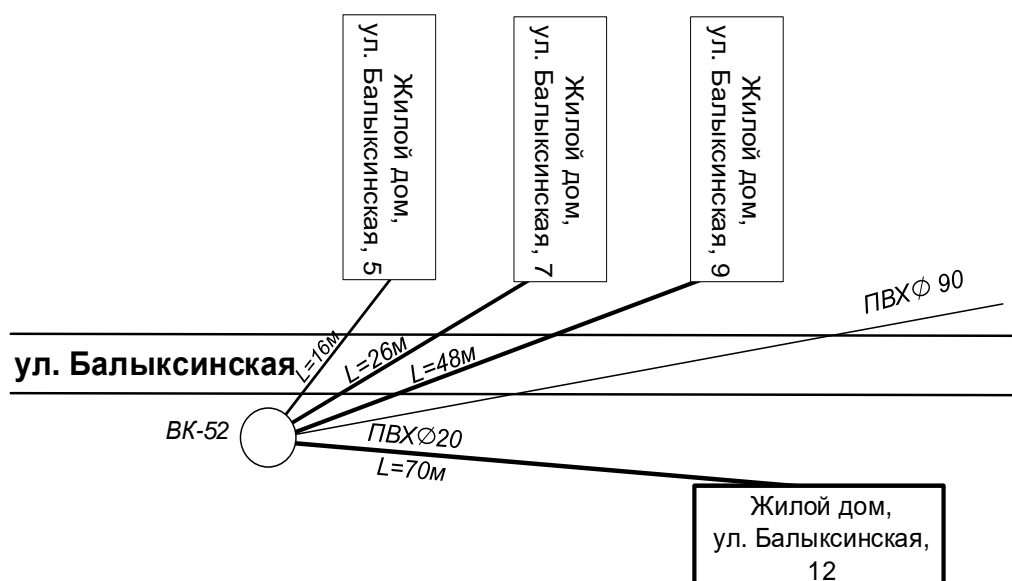 Жилой дом,
ул. Балыксинская, 5
Жилой дом,
ул. Балыксинская, 7
Жилой дом,
ул. Балыксинская, 9
ПВХ∅ 90
ул. Балыксинская
L=16м
L=26м
L=48м
ВК-52
ПВХ∅20
L=70м
Жилой дом,
ул. Балыксинская,
12